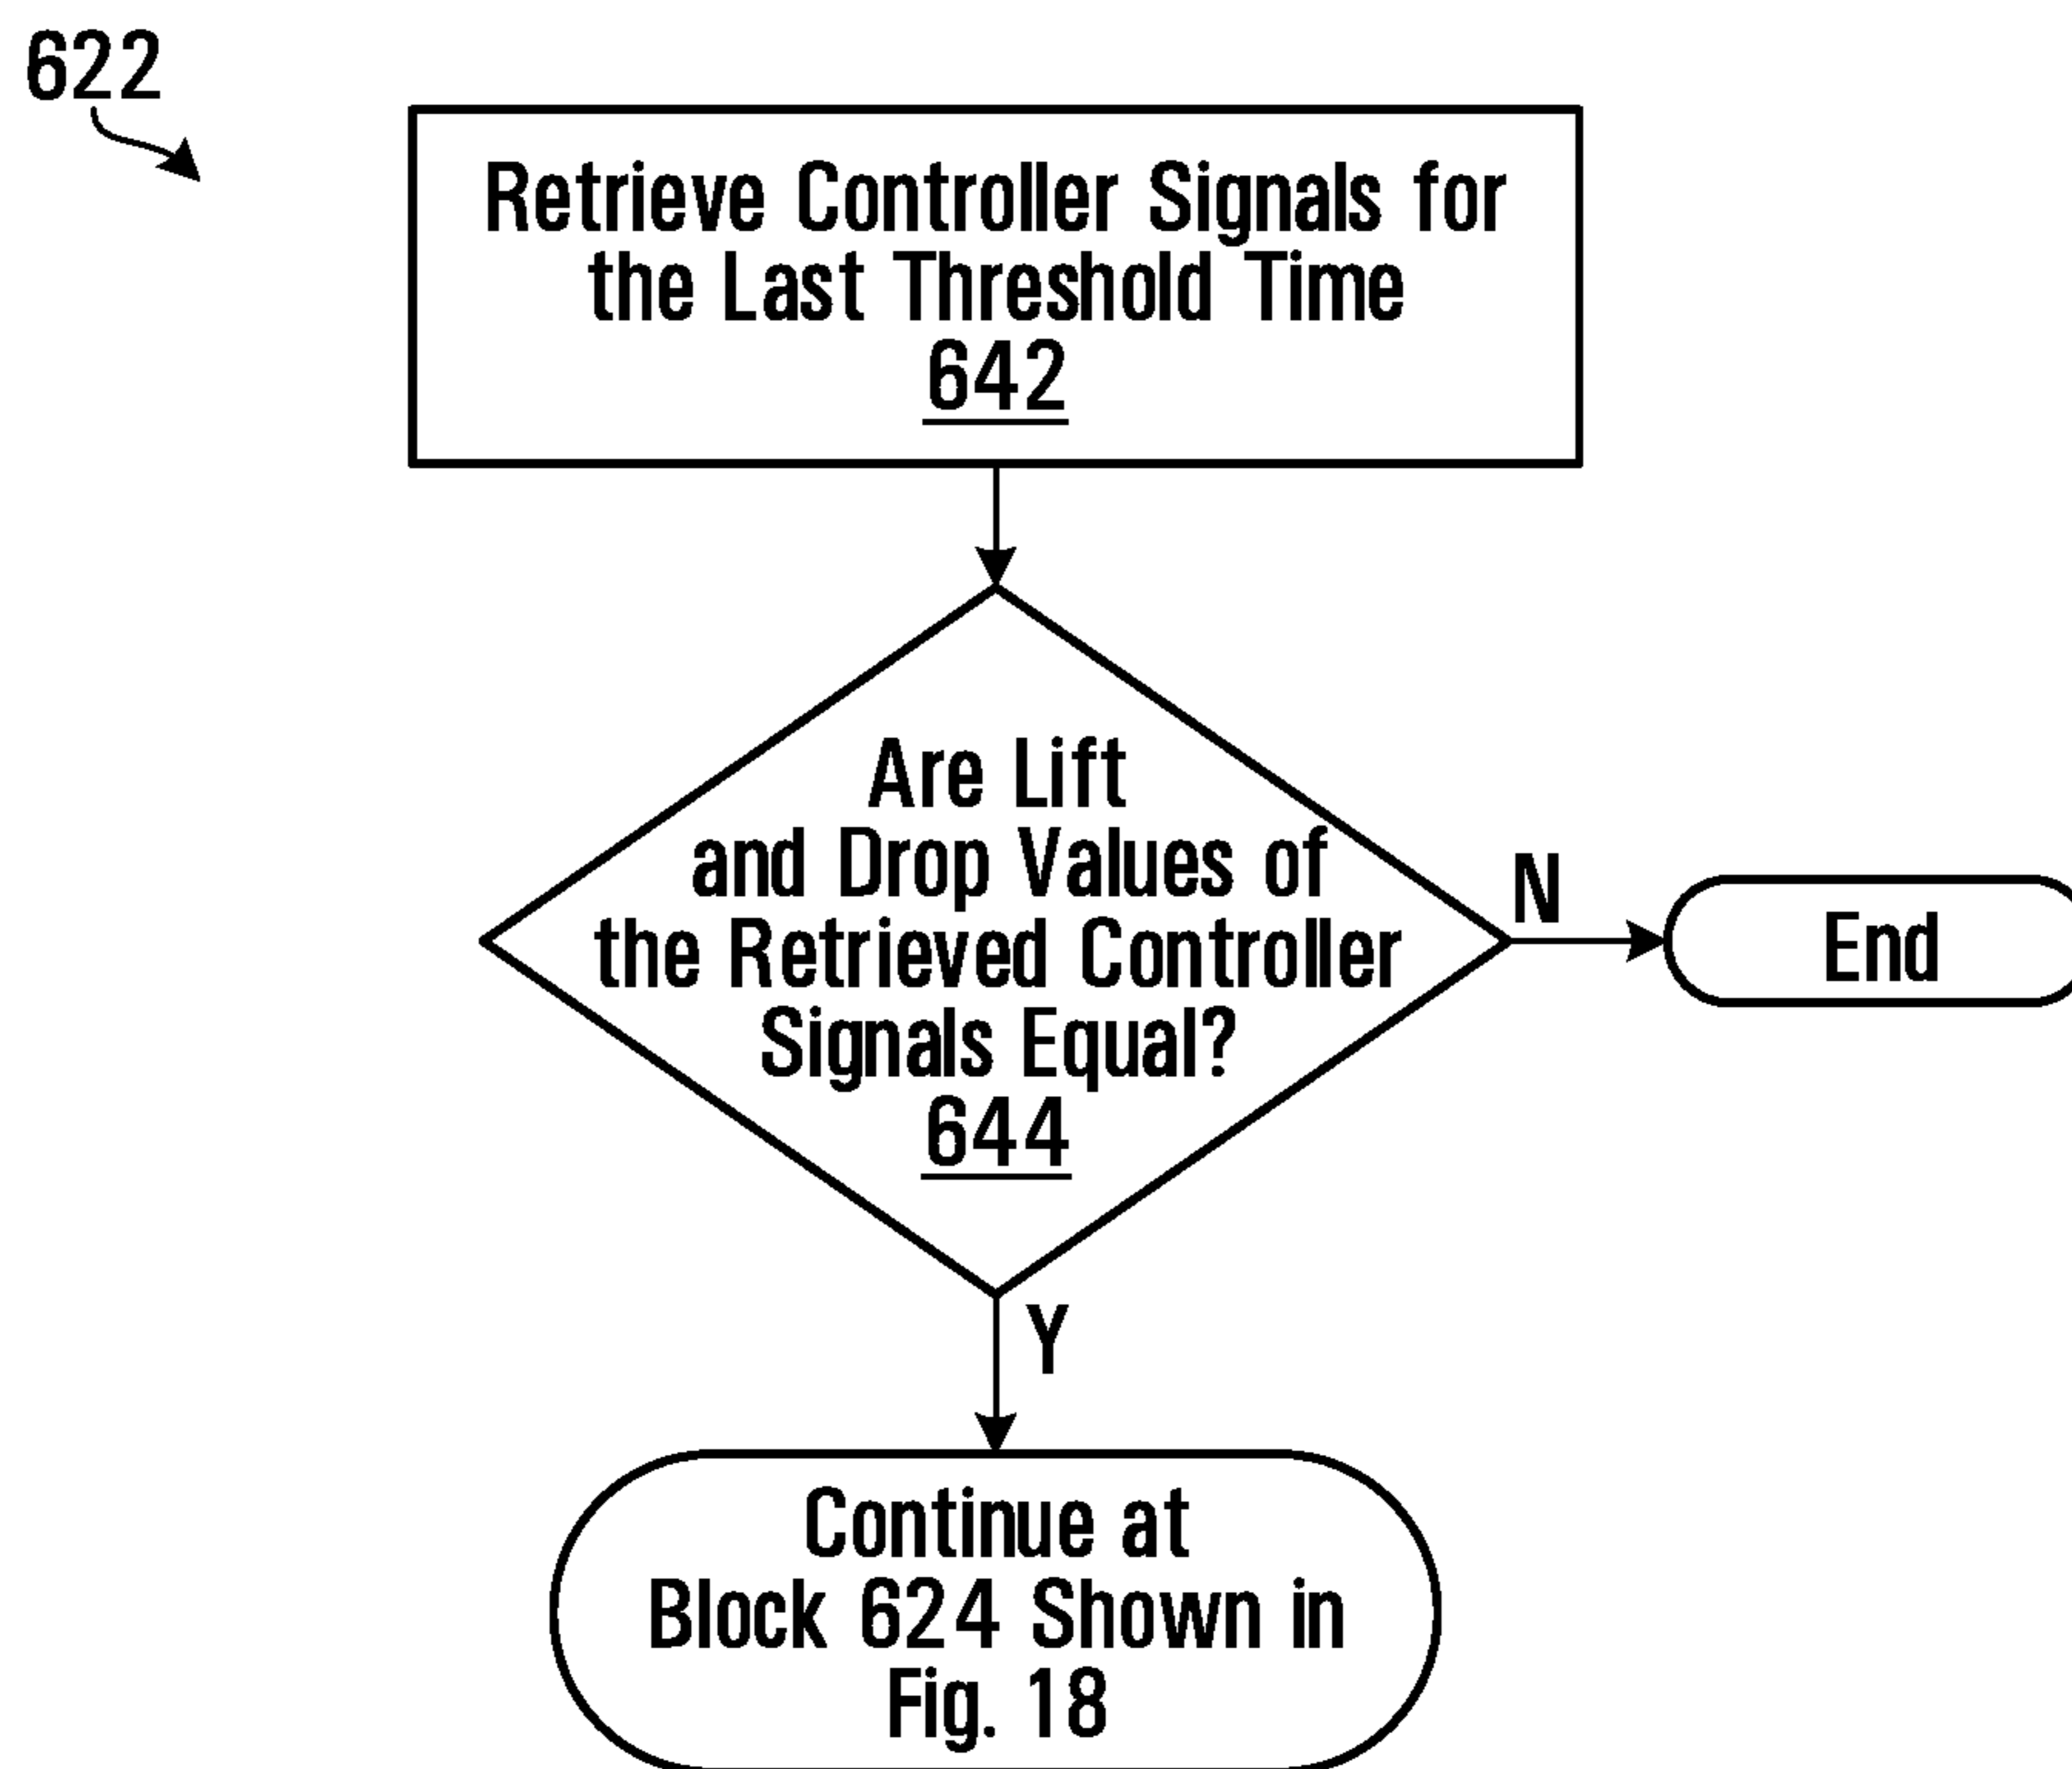 622
Retrieve Controller Signals for
the Last Threshold Time
642
Are Lift
and Drop Values of
the Retrieved Controller
Signals Equal?
644
N
End
Y
Continue at
Block 624 Shown in
Fig. 18